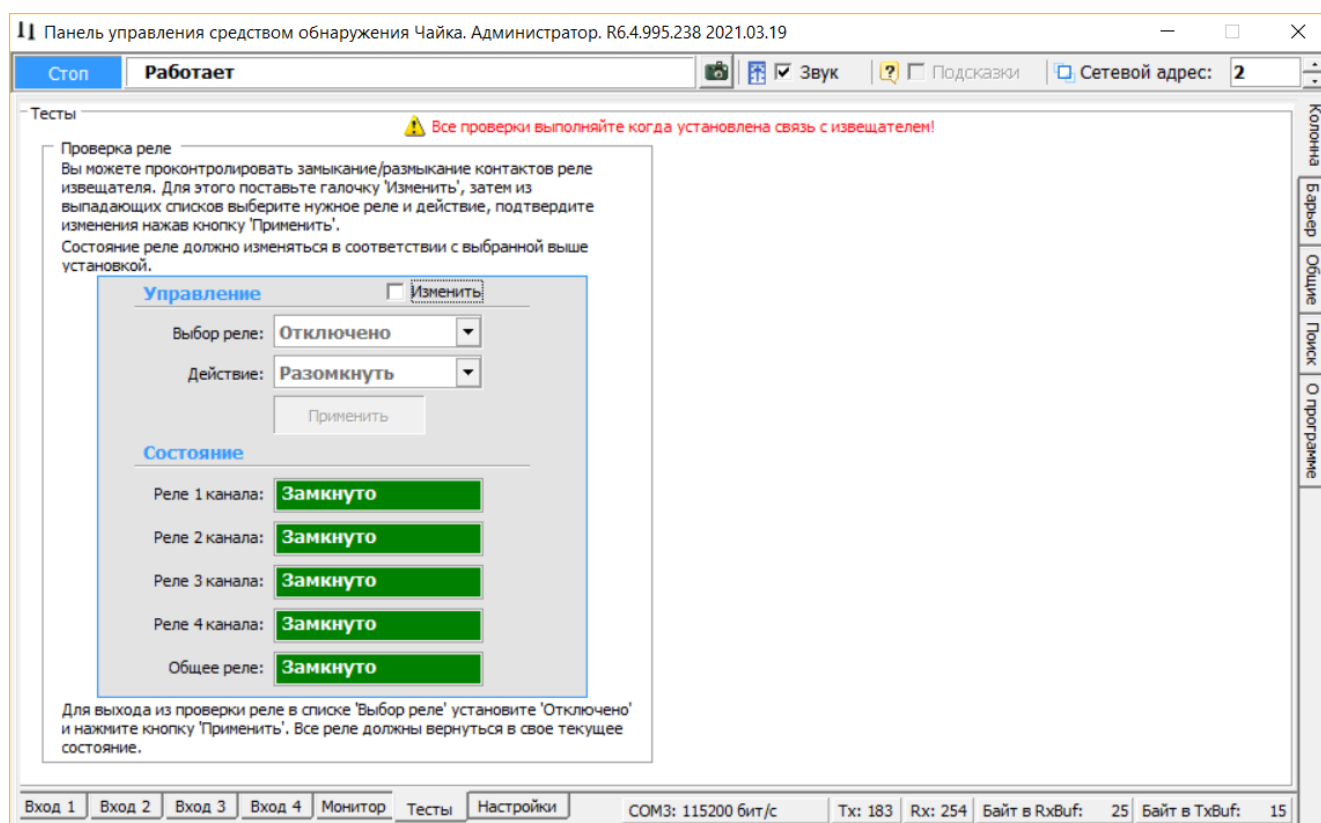 Панель управления средством обнаружения Чайка. Администратор. R6.4.995.238 2021.03.19
Стоп Работает Звук Подсказки Сетевой адрес: 2
Тесты
Все проверки выполняйте когда установлена связь с извещателем!
Проверка реле
Вы можете проконтролировать замыкание/размыкание контактов реле
извещателя. Для этого поставьте галочку 'Изменить', затем из
выпадающих списков выберите нужное реле и действие, подтвердите
изменения нажав кнопку 'Применить'.
Состояние реле должно изменяться в соответствии с выбранной выше
установкой.
Управление Изменить
Выбор реле: Отключено
Действие: Разомкнуть
Применить
Состояние
Реле 1 канала: Замкнуто
Реле 2 канала: Замкнуто
Реле 3 канала: Замкнуто
Реле 4 канала: Замкнуто
Общее реле: Замкнуто
Для выхода из проверки реле в списке 'Выбор реле' установите 'Отключено'
и нажмите кнопку 'Применить'. Все реле должны вернуться в свое текущее
состояние.
Колонна
Барьер
Общие
Поиск
О программе
Вход 1 Вход 2 Вход 3 Вход 4 Монитор Тесты Настройки COM3: 115200 бит/с Tx: 183 Rx: 254 Байт в RxBuf: 25 Байт в TxBuf: 15